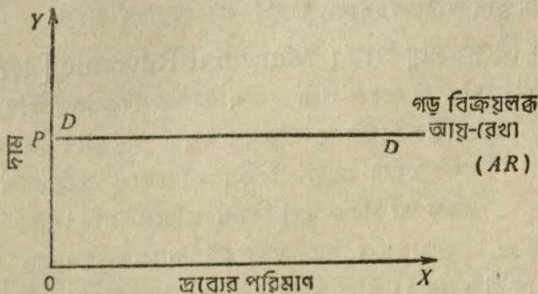 Y
গড় বিক্রয়লব্ধ
P D আয়-রেখা
D
(AR)
দাম
0 দ্রব্যের পরিমাণ X